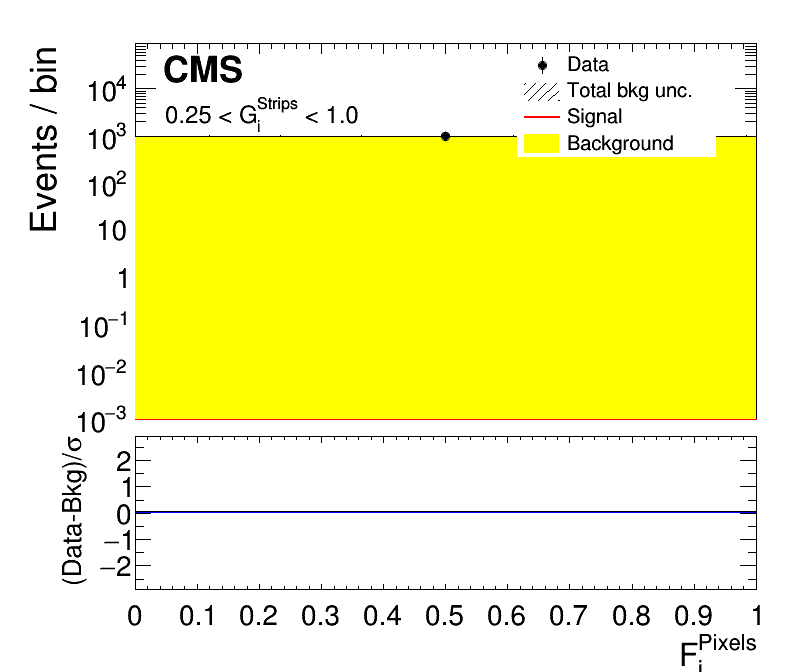 CMS
0.25 < G_i^Strips < 1.0
Data
Total bkg unc.
Signal
Background
Events / bin
10^4
10^3
10^2
10
1
10^−1
10^−2
10^−3
(Data-Bkg)/σ
2
1
0
−1
−2
0 0.1 0.2 0.3 0.4 0.5 0.6 0.7 0.8 0.9 1
F_i^Pixels